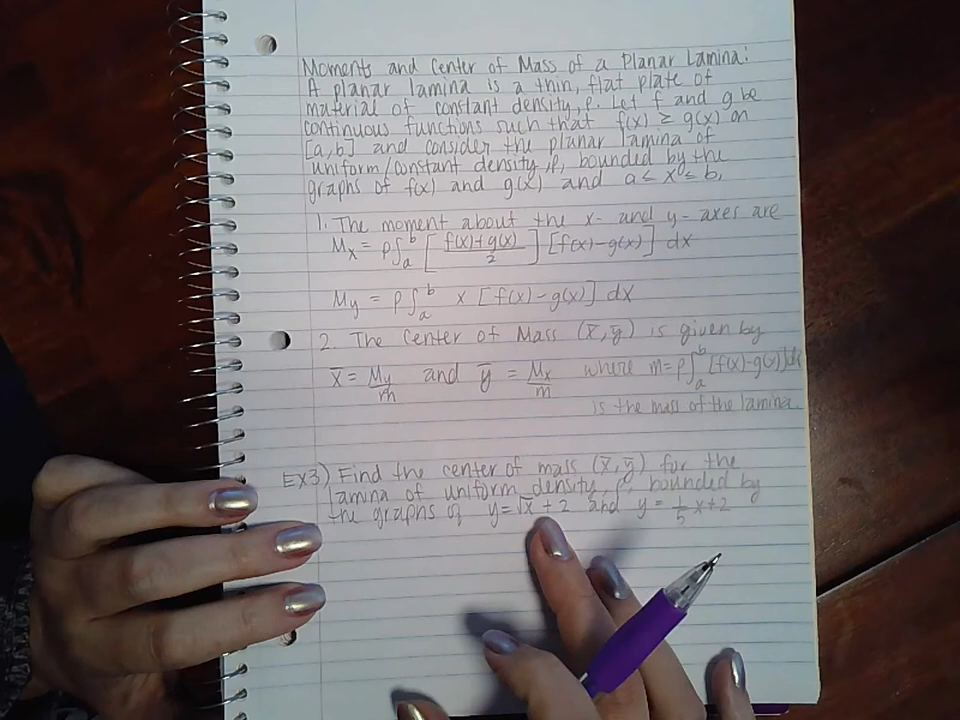 Moments and Center of Mass of a Planar Lamina:
A planar lamina is a thin, flat plate of
material of constant density, ρ. Let f and g be
continuous functions such that f(x) ≥ g(x) on
[a,b] and consider the planar lamina of
uniform/constant density, ρ, bounded by the
graphs of f(x) and g(x) and a ≤ x ≤ b.
1. The moment about the x- and y-axes are
Mx = ρ∫_a^b [(f(x)+g(x))/2] [f(x)-g(x)] dx
My = ρ∫_a^b x [f(x)-g(x)] dx
2. The center of Mass (x̄,ȳ) is given by
x̄ = My/m and ȳ = Mx/m where m=ρ∫_a^b [f(x)-g(x)]dx
is the mass of the lamina.
EX3) Find the center of mass (x̄,ȳ) for the
lamina of uniform density, ρ bounded by
the graphs of y=√x + 2 and y = 1/5 x+2